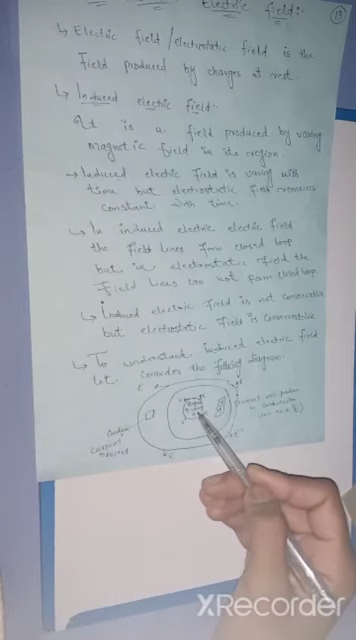 Electric field:-
13
↳ Electric field/electrostatic field is the
Field produced by charges at rest.
↳ Induced electric field:-
It is a field produced by varying
magnetic field in its region.
→ Induced electric field is varying with
time but electrostatic field remains
constant with time.
→ In induced electric electric field
the field lines form closed loop
but in electrostatic field the
Field lines can not form closed loop.
↳ induced electric field is not conservative
but electrostatic field is conservative
→ To understand induced electric field
let consider the following diagram.
E
E
current
inducted
E
E
XRecorder